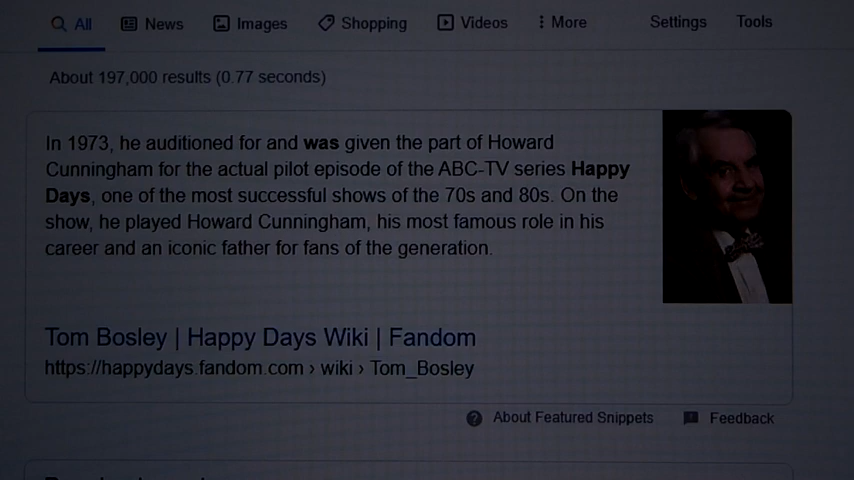 All News Images Shopping Videos More Settings Tools
About 197,000 results (0.77 seconds)
In 1973, he auditioned for and was given the part of Howard
Cunningham for the actual pilot episode of the ABC-TV series Happy
Days, one of the most successful shows of the 70s and 80s. On the
show, he played Howard Cunningham, his most famous role in his
career and an iconic father for fans of the generation.
Tom Bosley | Happy Days Wiki | Fandom
https://happydays.fandom.com › wiki › Tom_Bosley
About Featured Snippets Feedback